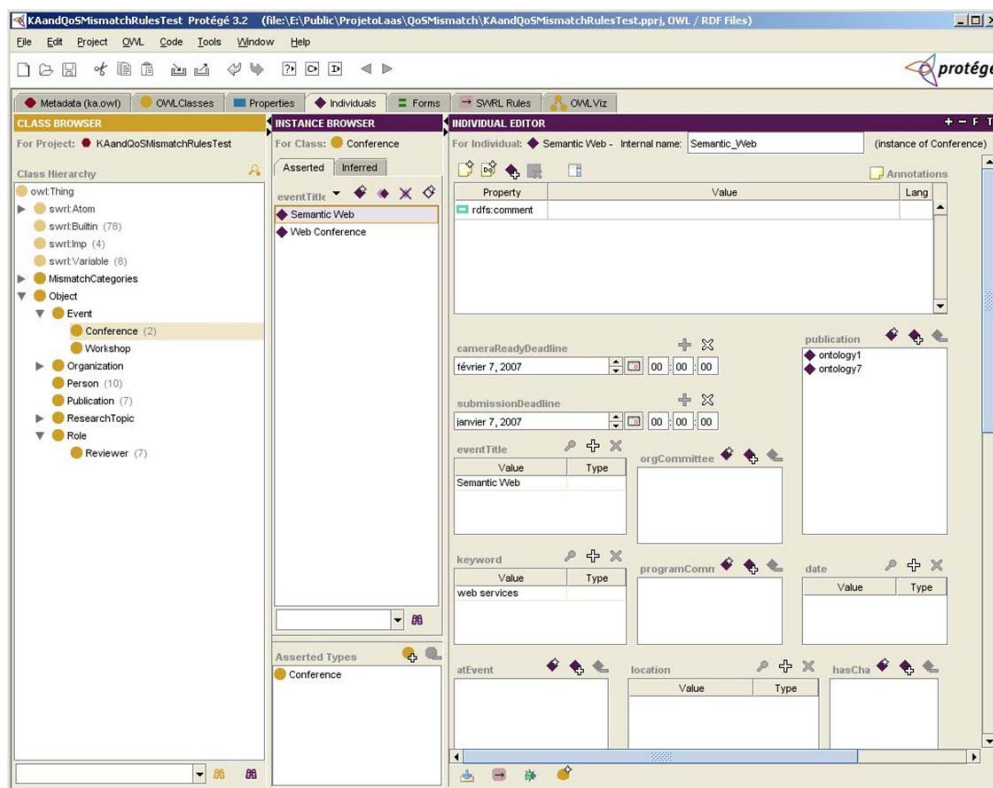 KAandQoSMismatchRulesTest Protégé 3.2 (file:\E:\Public\ProjetoLaas\QoSMismatch\KAandQoSMismatchRulesTest.pprj, OWL / RDF Files)
File Edit Project OWL Code Tools Window Help
protégé
Metadata (ka.owl) OWLClasses Properties Individuals Forms SWRL Rules OWLViz
CLASS BROWSER
For Project: KAandQoSMismatchRulesTest
Class Hierarchy
owl:Thing
swrl:Atom
swrl:Builtin (78)
swrl:Imp (4)
swrl:Variable (8)
MismatchCategories
Object
Event
Conference (2)
Workshop
Organization
Person (10)
Publication (7)
ResearchTopic
Role
Reviewer (7)
INSTANCE BROWSER
For Class: Conference
Asserted Inferred
eventTitle
Semantic Web
Web Conference
Asserted Types
Conference
INDIVIDUAL EDITOR + − F T
For Individual: Semantic Web - Internal name: Semantic_Web (instance of Conference)
Annotations
Property Value Lang
rdfs:comment
cameraReadyDeadline
février 7, 2007 00 :00 :00
submissionDeadline
janvier 7, 2007 00 :00 :00
publication
ontology1
ontology7
eventTitle
Value Type
Semantic Web
orgCommittee
keyword
Value Type
web services
programComm
date
Value Type
atEvent
location
Value Type
hasCha